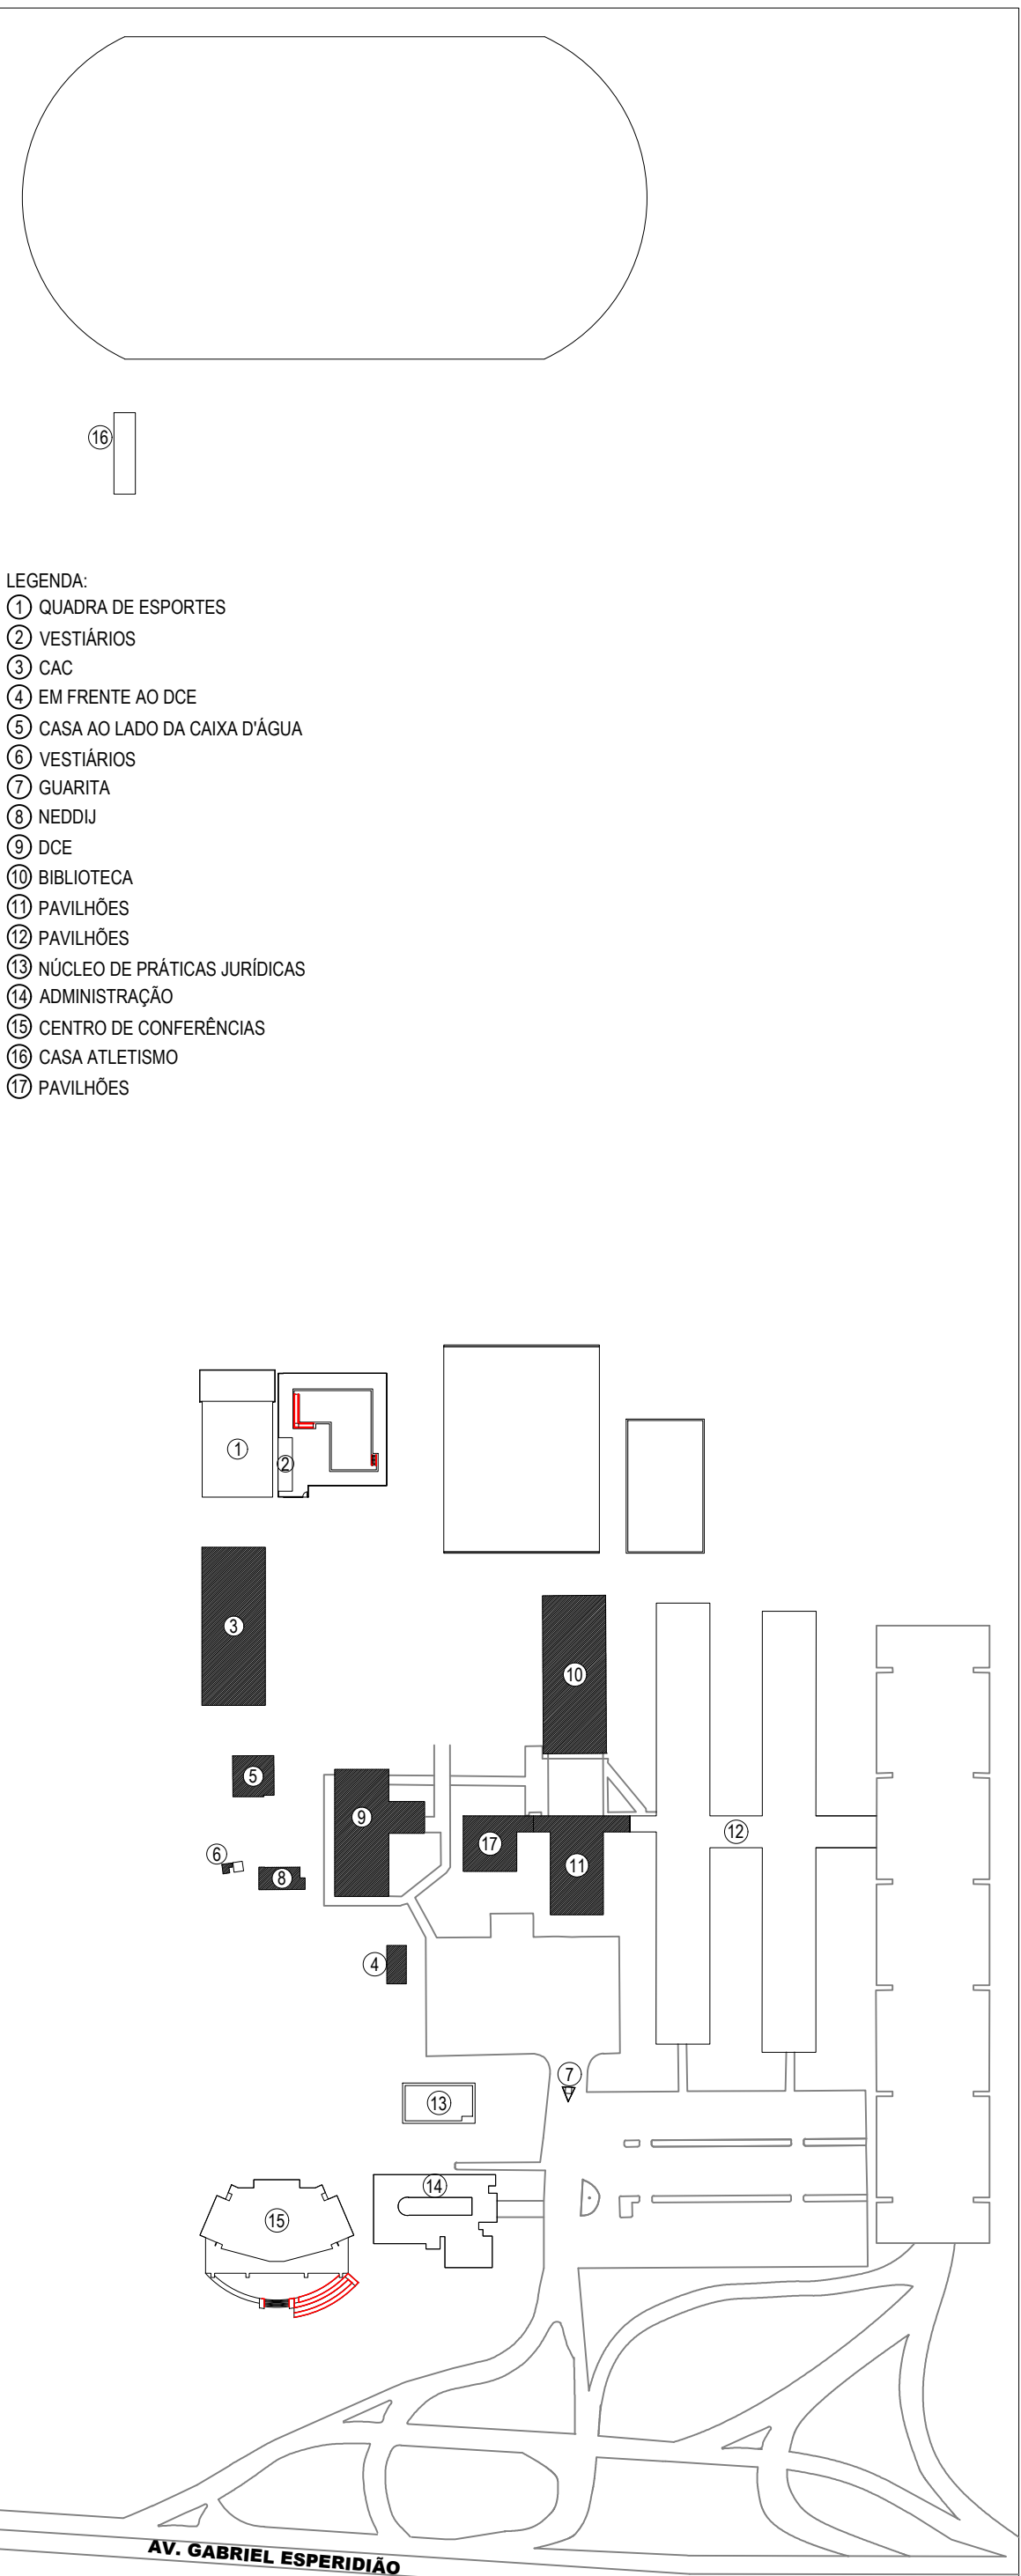 16
LEGENDA:
1 QUADRA DE ESPORTES
2 VESTIÁRIOS
3 CAC
4 EM FRENTE AO DCE
5 CASA AO LADO DA CAIXA D'ÁGUA
6 VESTIÁRIOS
7 GUARITA
8 NEDDIJ
9 DCE
10 BIBLIOTECA
11 PAVILHÕES
12 PAVILHÕES
13 NÚCLEO DE PRÁTICAS JURÍDICAS
14 ADMINISTRAÇÃO
15 CENTRO DE CONFERÊNCIAS
16 CASA ATLETISMO
17 PAVILHÕES
1
2
3
10
5
9
12
17
6
11
8
4
7
13
14
15
AV. GABRIEL ESPERIDIÃO